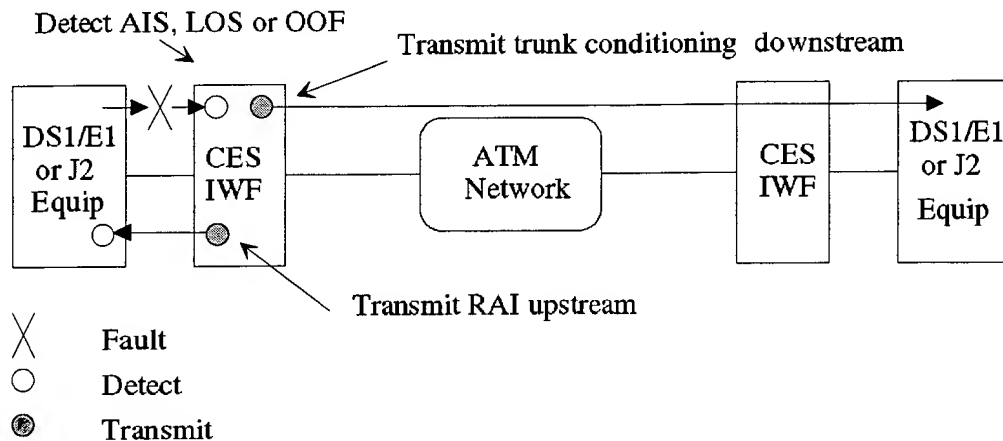 Detect AIS, LOS or OOF
Transmit trunk conditioning downstream
DS1/E1
or J2
Equip
CES
IWF
ATM
Network
CES
IWF
DS1/E1
or J2
Equip
Transmit RAI upstream
Fault
Detect
Transmit